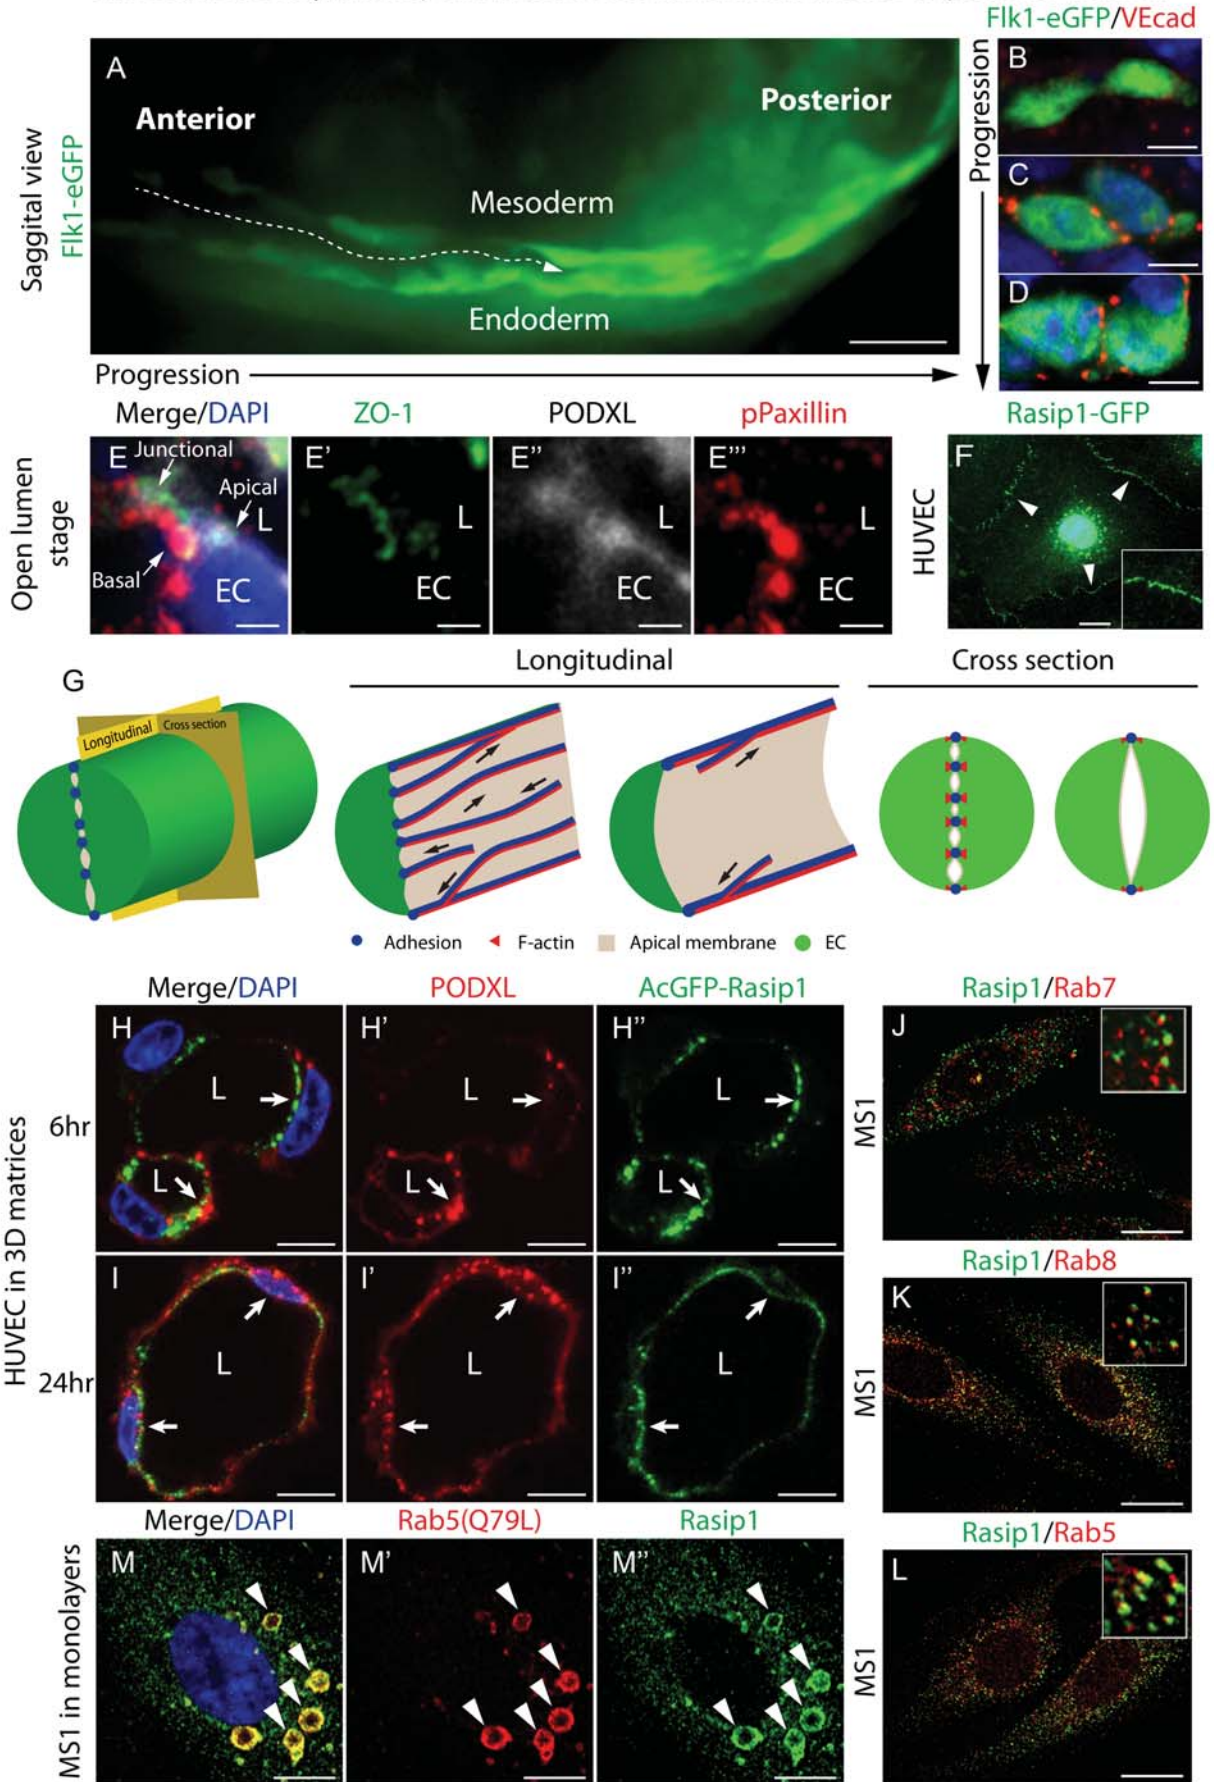 Flk1-eGFP/VEcad
Saggital view
Flk1-eGFP
A
Anterior
Posterior
Mesoderm
Endoderm
Progression
Progression
B
C
D
Merge/DAPI
ZO-1
PODXL
pPaxillin
Rasip1-GFP
Open lumen
stage
E
Junctional
Apical
L
Basal
EC
E'
L
EC
E''
L
EC
E'''
L
EC
HUVEC
F
G
Longitudinal
Cross section
Longitudinal
Cross section
Adhesion
F-actin
Apical membrane
EC
Merge/DAPI
PODXL
AcGFP-Rasip1
Rasip1/Rab7
HUVEC in 3D matrices
6hr
H
L
L
H'
L
L
H''
L
L
MS1
J
Rasip1/Rab8
24hr
I
L
I'
L
I''
L
MS1
K
Merge/DAPI
Rab5(Q79L)
Rasip1
Rasip1/Rab5
MS1 in monolayers
M
M'
M''
MS1
L